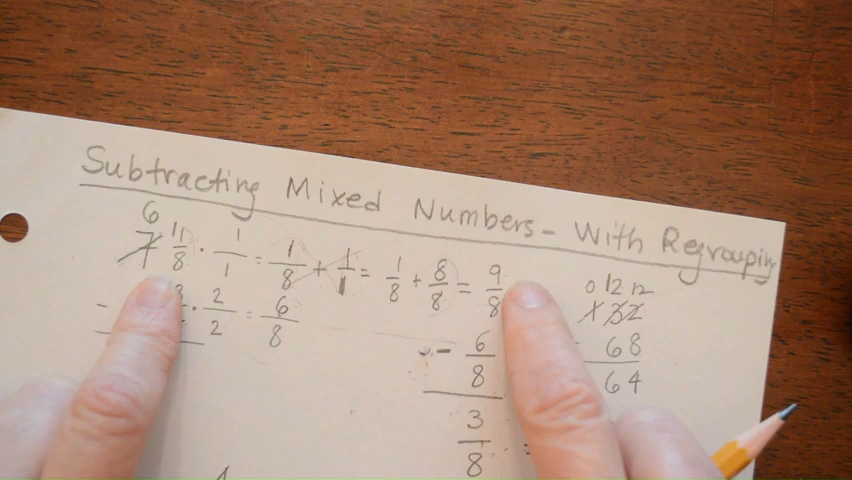 Subtracting Mixed Numbers - With Regrouping
6 0 12 12
7 1/8 · 1/1 = 1/8 + 1/1 = 1/8 + 8/8 = 9/8 132
- · 2/2 = 6/8 - 6/8 68
3/8 = 64